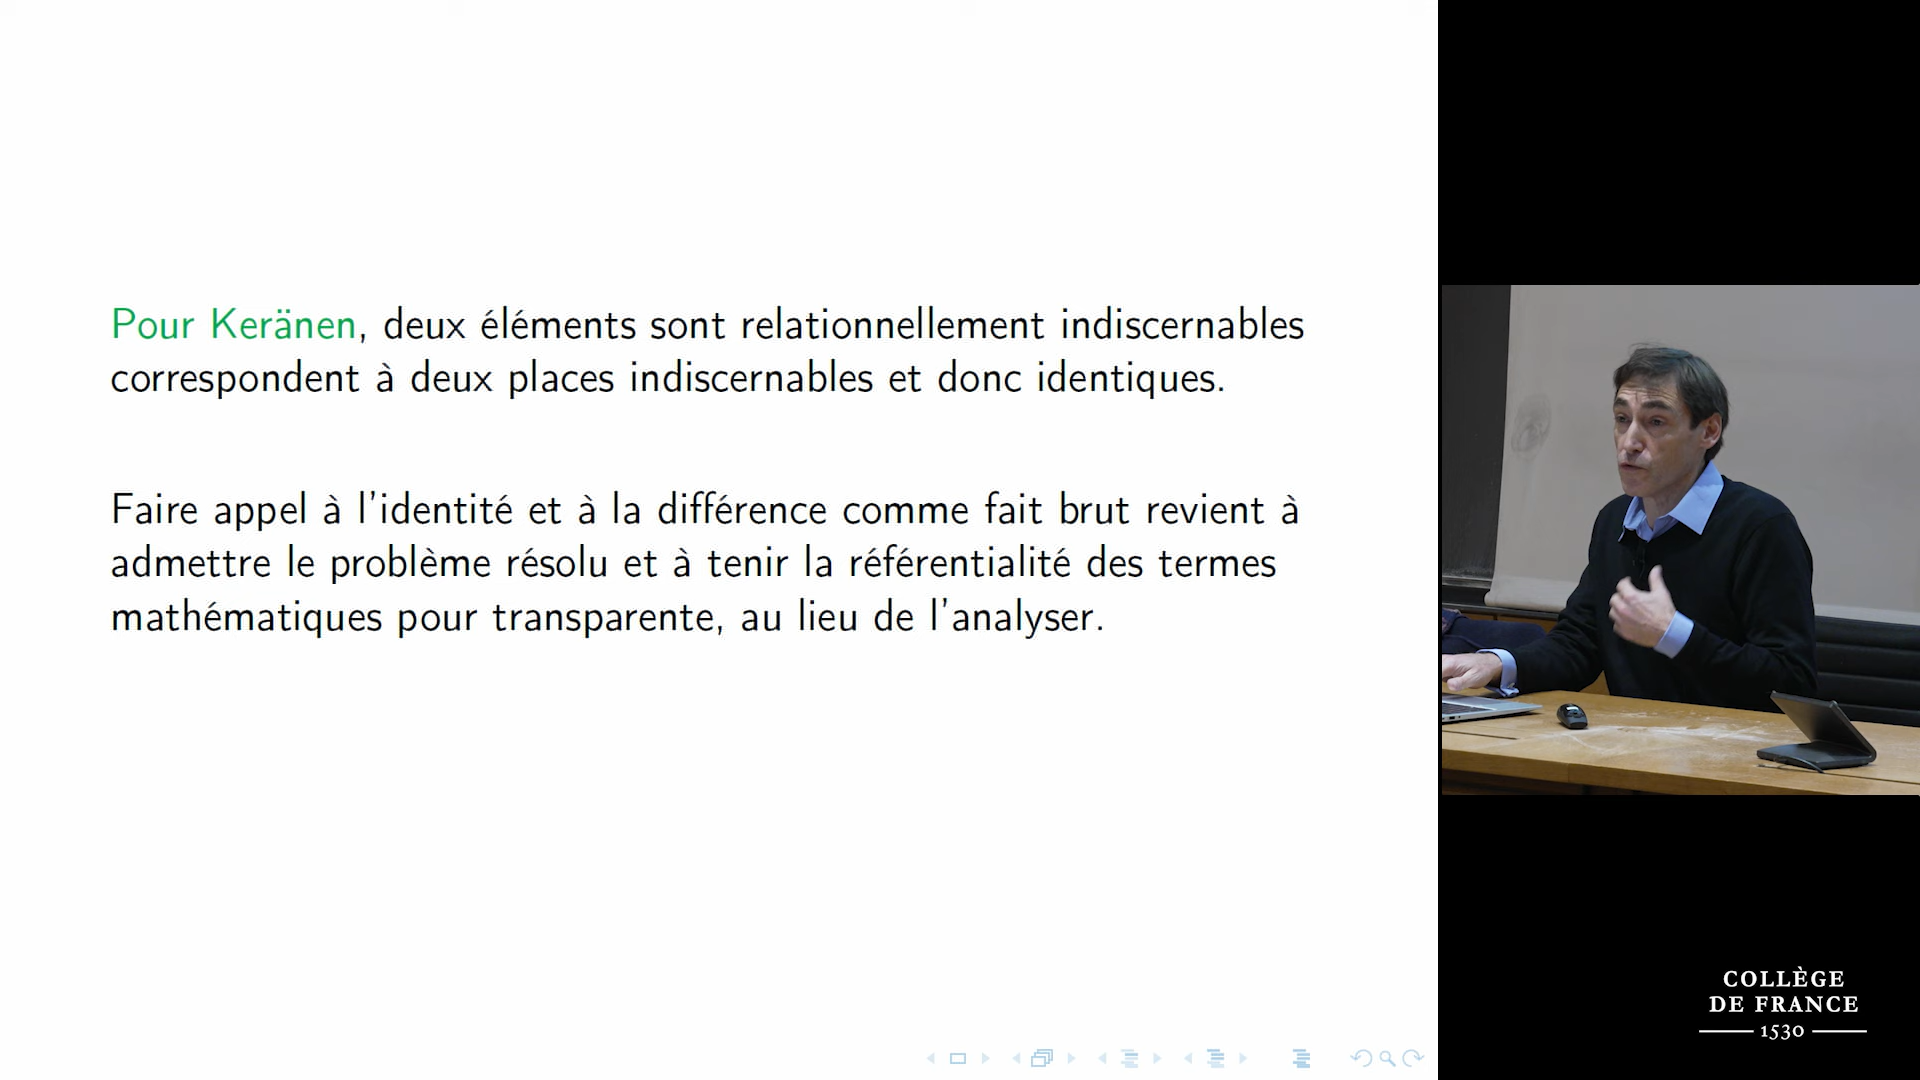 Pour Keränen, deux éléments sont relationnellement indiscernables
correspondent à deux places indiscernables et donc identiques.
Faire appel à l'identité et à la différence comme fait brut revient à
admettre le problème résolu et à tenir la référentialité des termes
mathématiques pour transparente, au lieu de l'analyser.
COLLÈGE
DE FRANCE
1530